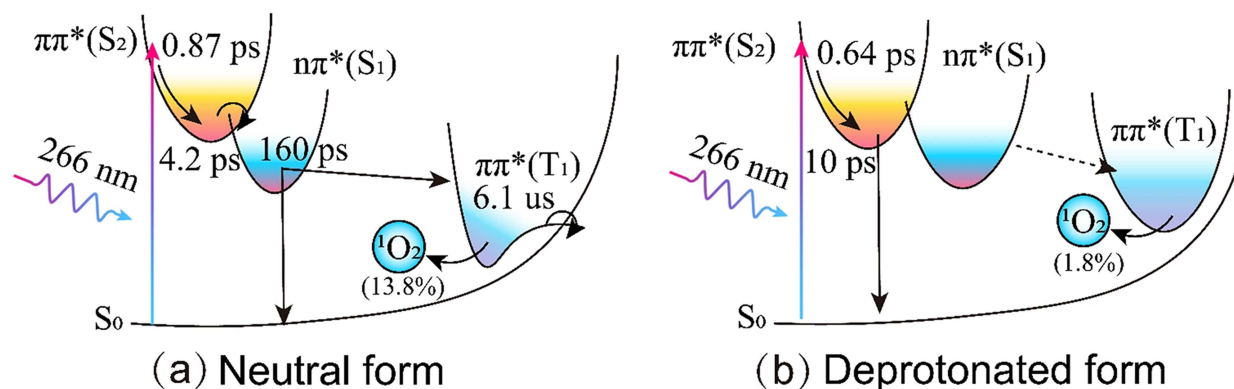 ππ*(S₂)
0.87 ps
nπ*(S₁)
4.2 ps
160 ps
266 nm
ππ*(T₁)
6.1 us
¹O₂
(13.8%)
S₀
(a) Neutral form
ππ*(S₂)
0.64 ps
nπ*(S₁)
10 ps
266 nm
ππ*(T₁)
¹O₂
(1.8%)
S₀
(b) Deprotonated form